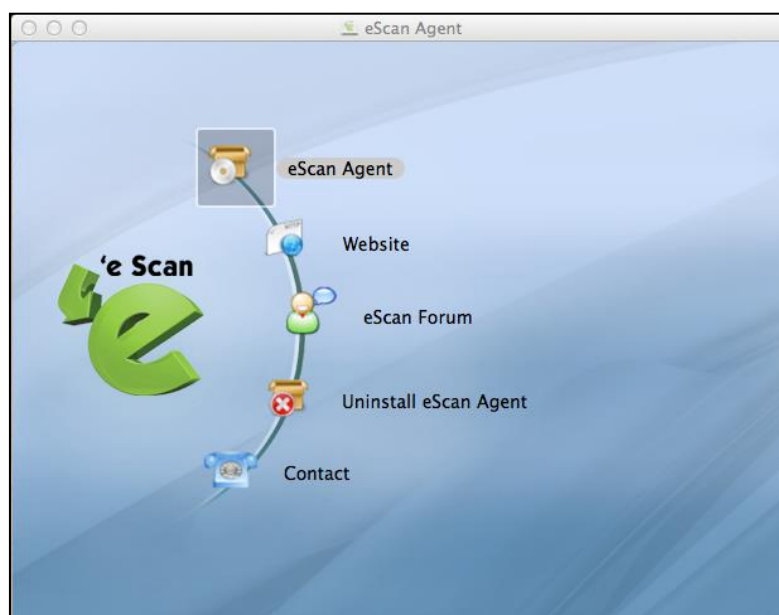 eScan Agent
eScan Agent
Website
‘e Scan
eScan Forum
Uninstall eScan Agent
Contact